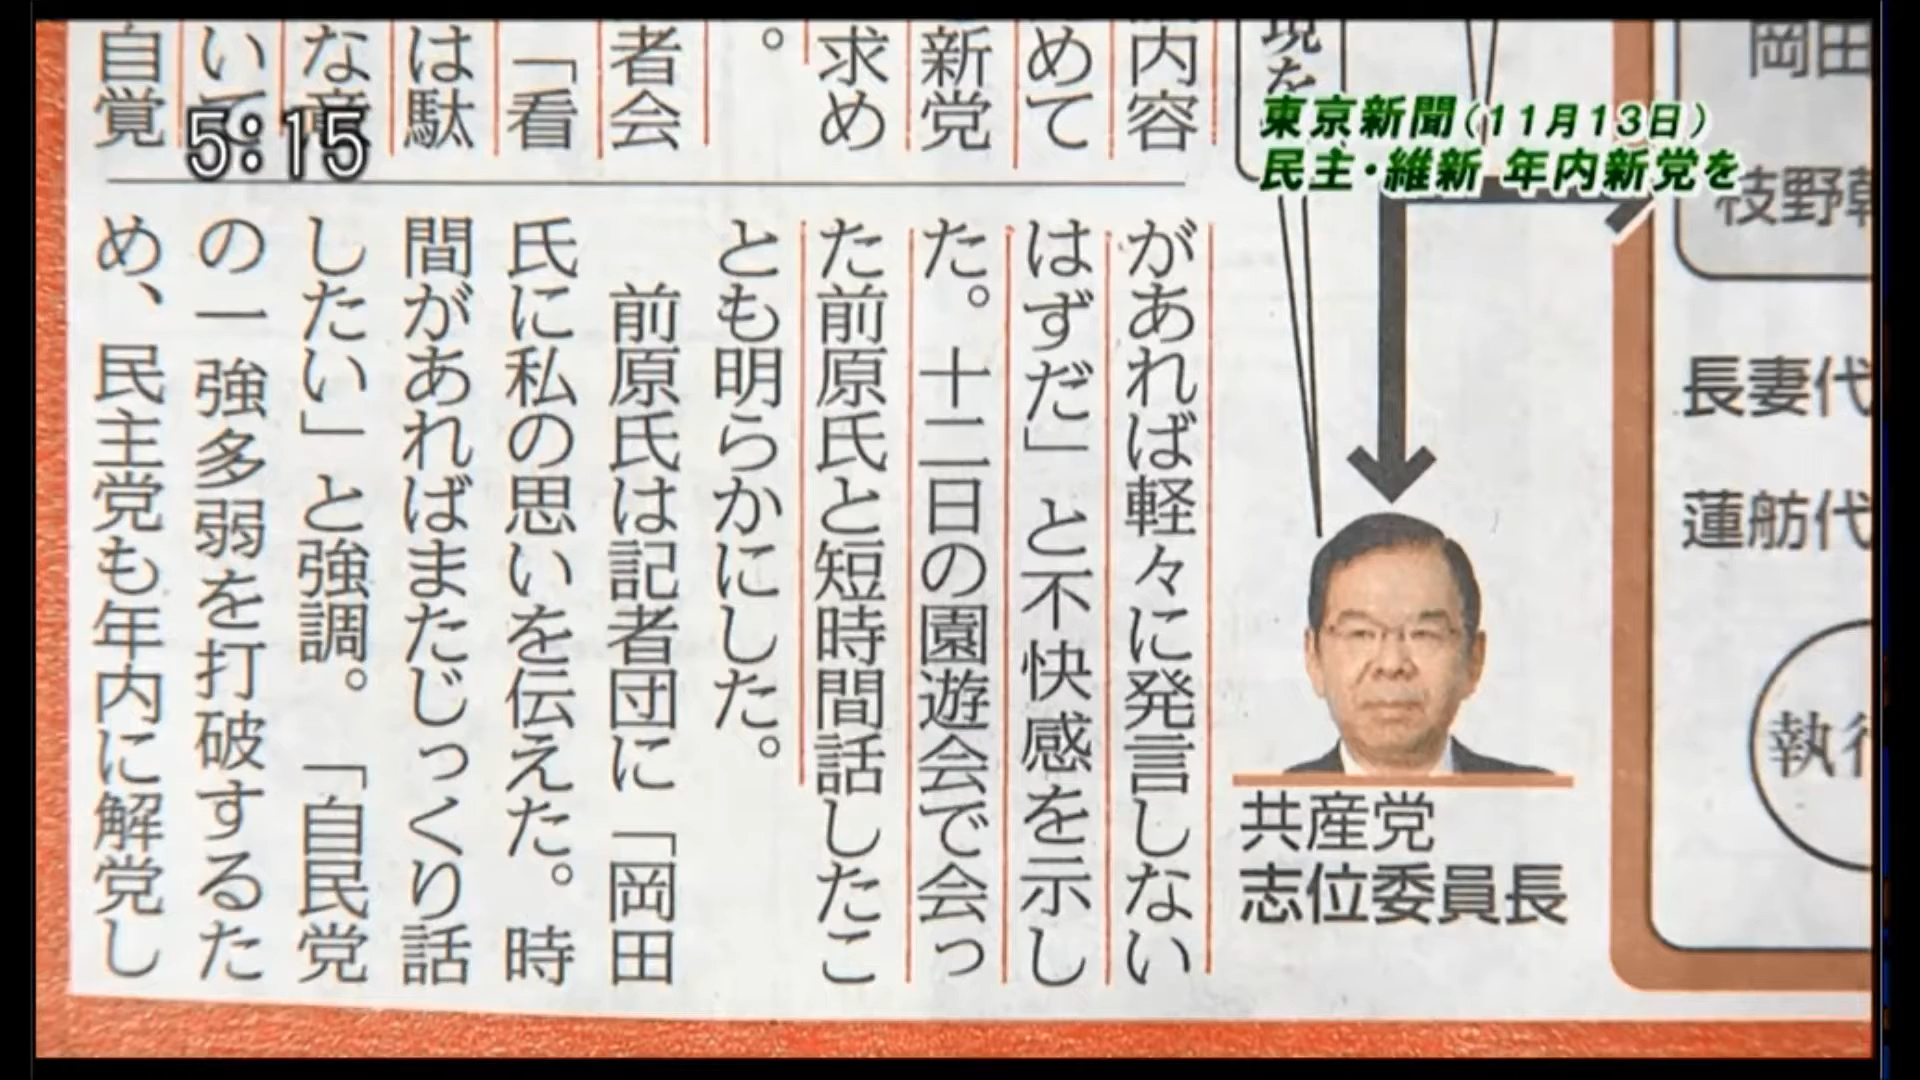 5:15
東京新聞(11月13日)
民主・維新 年内新党を
内容
めて
新党
求め
。
者会
「看
は駄
な
い
自覚
があれば軽々に発言しない
はずだ」と不快感を示し
た。十二日の園遊会で会っ
た前原氏と短時間話したこ
とも明らかにした。
前原氏は記者団に「岡田
氏に私の思いを伝えた。時
間があればまたじっくり話
したい」と強調。「自民党
の一強多弱を打破するた
め、民主党も年内に解党し
現を
共産党
志位委員長
岡田
枝野幹
長妻代
蓮舫代
執行